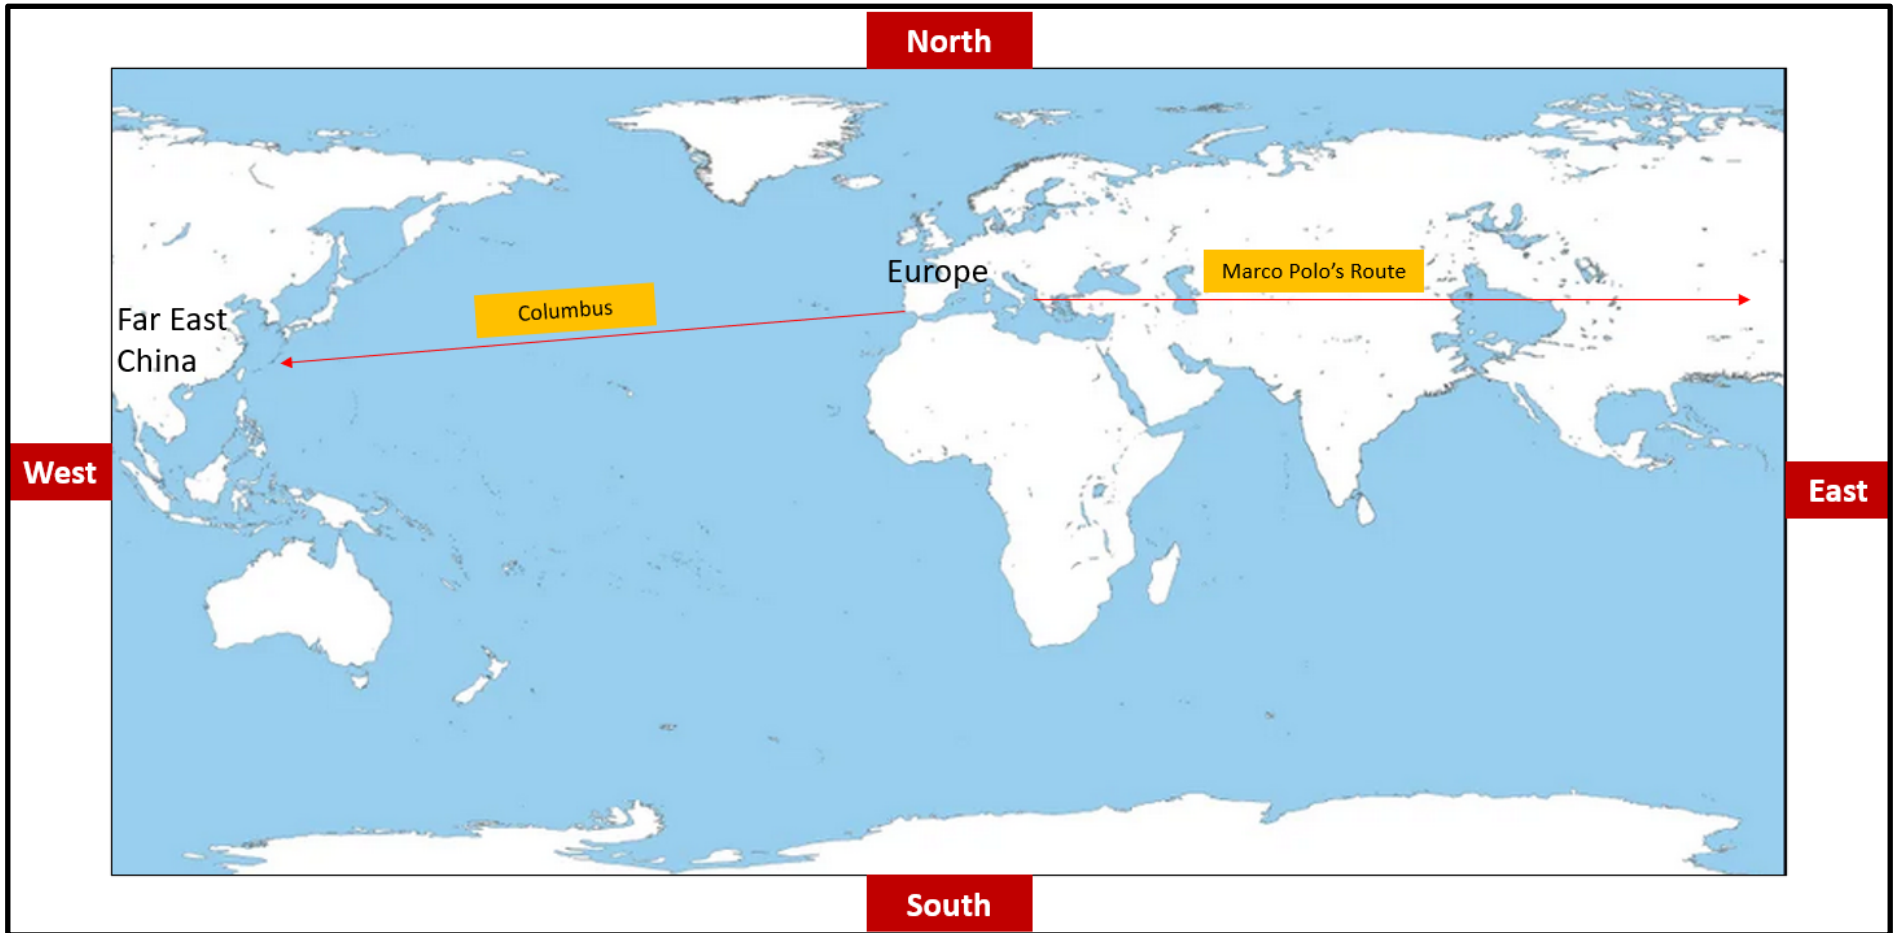 North
Europe
Marco Polo’s Route
Columbus
Far East
China
West
East
South